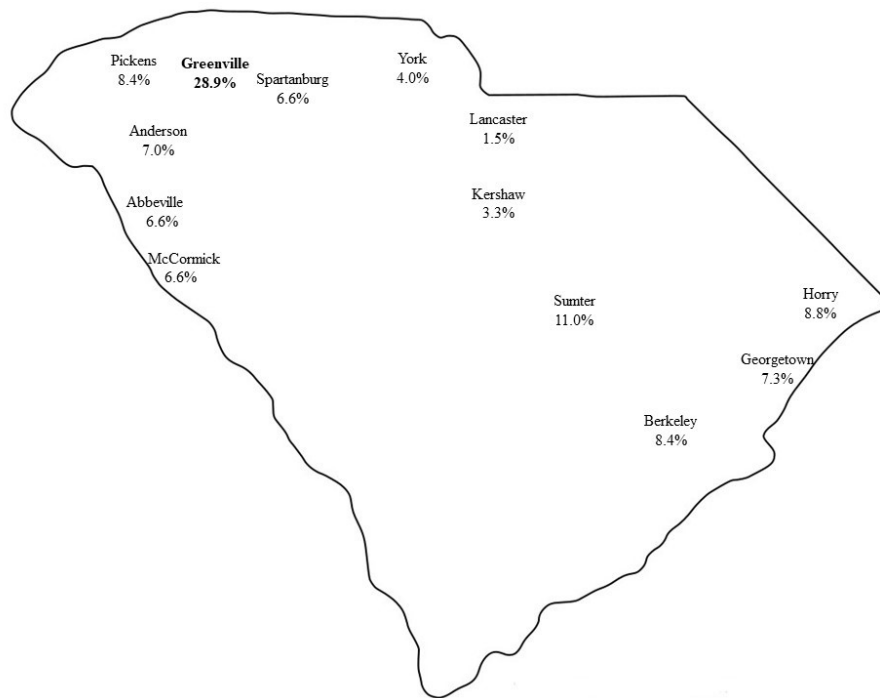 Pickens
8.4%
Greenville
28.9%
Spartanburg
6.6%
York
4.0%
Lancaster
1.5%
Anderson
7.0%
Abbeville
6.6%
Kershaw
3.3%
McCormick
6.6%
Sumter
11.0%
Horry
8.8%
Georgetown
7.3%
Berkeley
8.4%